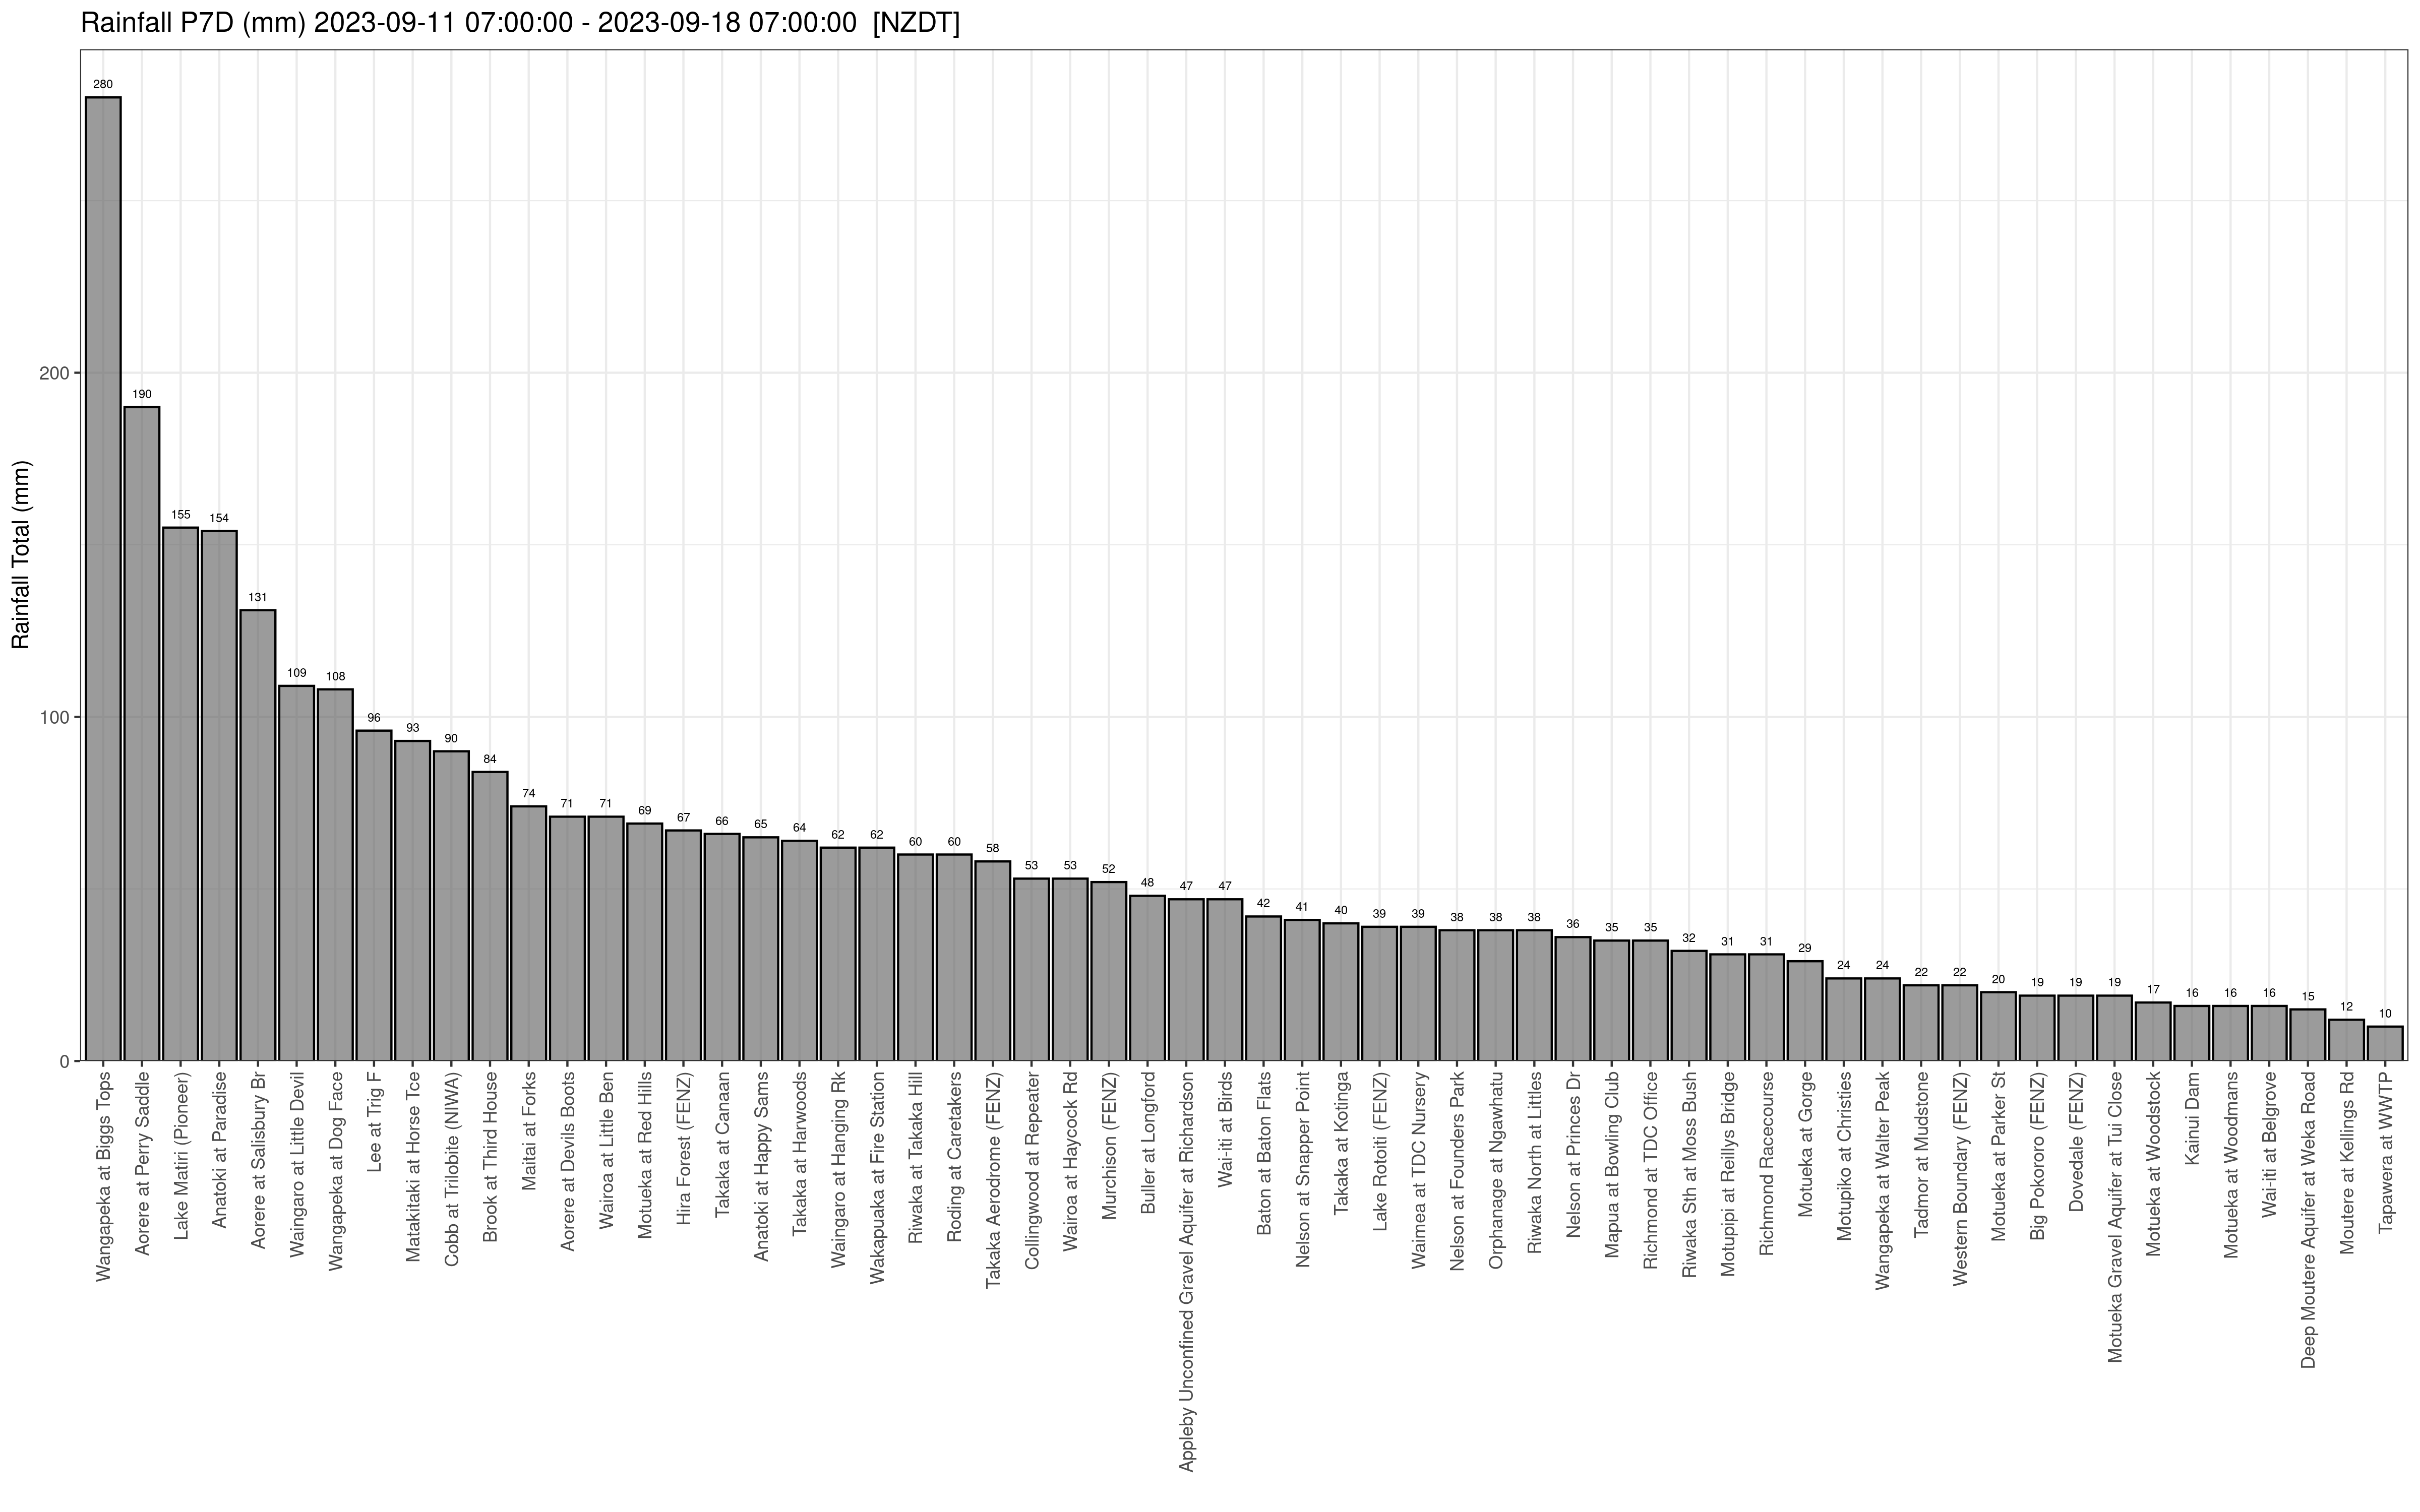 Rainfall P7D (mm) 2023-09-11 07:00:00 - 2023-09-18 07:00:00  [NZDT]
Rainfall Total (mm)
200
100
0
280
190
155
154
131
109
108
96
93
90
84
74
71
71
69
67
66
65
64
62
62
60
60
58
53
53
52
48
47
47
42
41
40
39
39
38
38
38
36
35
35
32
31
31
29
24
24
22
22
20
19
19
19
17
16
16
16
15
12
10
Wangapeka at Biggs Tops
Aorere at Perry Saddle
Lake Matiri (Pioneer)
Anatoki at Paradise
Aorere at Salisbury Br
Waingaro at Little Devil
Wangapeka at Dog Face
Lee at Trig F
Matakitaki at Horse Tce
Cobb at Trilobite (NIWA)
Brook at Third House
Maitai at Forks
Aorere at Devils Boots
Wairoa at Little Ben
Motueka at Red Hills
Hira Forest (FENZ)
Takaka at Canaan
Anatoki at Happy Sams
Takaka at Harwoods
Waingaro at Hanging Rk
Wakapuaka at Fire Station
Riwaka at Takaka Hill
Roding at Caretakers
Takaka Aerodrome (FENZ)
Collingwood at Repeater
Wairoa at Haycock Rd
Murchison (FENZ)
Buller at Longford
Appleby Unconfined Gravel Aquifer at Richardson
Wai-iti at Birds
Baton at Baton Flats
Nelson at Snapper Point
Takaka at Kotinga
Lake Rotoiti (FENZ)
Waimea at TDC Nursery
Nelson at Founders Park
Orphanage at Ngawhatu
Riwaka North at Littles
Nelson at Princes Dr
Mapua at Bowling Club
Richmond at TDC Office
Riwaka Sth at Moss Bush
Motupipi at Reillys Bridge
Richmond Racecourse
Motueka at Gorge
Motupiko at Christies
Wangapeka at Walter Peak
Tadmor at Mudstone
Western Boundary (FENZ)
Motueka at Parker St
Big Pokororo (FENZ)
Dovedale (FENZ)
Motueka Gravel Aquifer at Tui Close
Motueka at Woodstock
Kainui Dam
Motueka at Woodmans
Wai-iti at Belgrove
Deep Moutere Aquifer at Weka Road
Moutere at Kellings Rd
Tapawera at WWTP